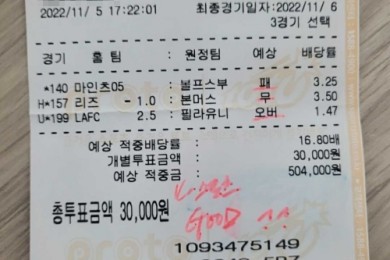 2022/11/ 5 17:22:01 최종경기일자:2022/11/ 6
3경기 선택
경기 홈 팀 : 원정팀 예상 배당률
*140 마인츠05 : 볼프스부 패 3.25
H*157 리즈 - 1.0 : 본머스 무 3.50
U*199 LAFC 2.5 : 필라유니 오버 1.47
예상 적중배당률 16.80배
개별투표금액 30,000원
예상 적중금 504,000원
총투표금액 30,000원
GOOD ^^
1093475149